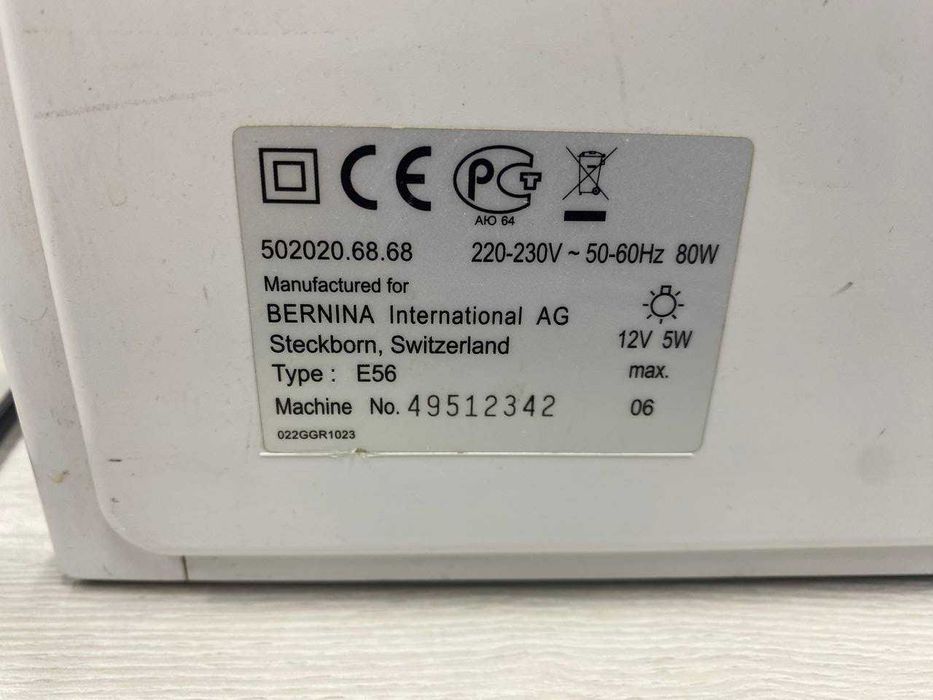 CE
РСТ
АЮ 64
502020.68.68 220-230V ~ 50-60Hz 80W
Manufactured for
BERNINA International AG
Steckborn, Switzerland
12V 5W
Type : E56
max.
Machine No. 49512342
06
022GGR1023